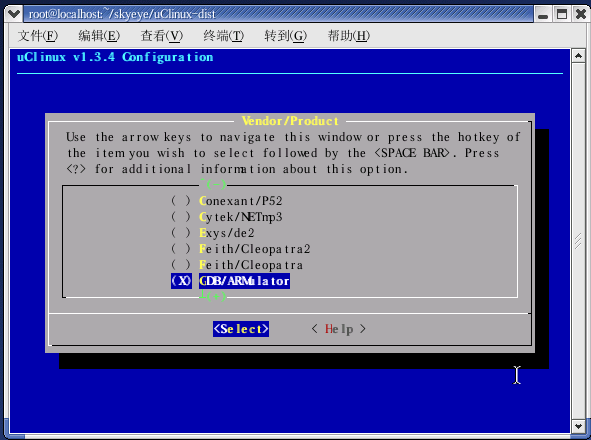 root@localhost:~/skyeye/uClinux-dist
文件(F) 编辑(E) 查看(V) 终端(T) 转到(G) 帮助(H)
uClinux v1.3.4 Configuration
Vendor/Product
Use the arrow keys to navigate this window or press the hotkey of
the item you wish to select followed by the <SPACE BAR>. Press
<?> for additional information about this option.
^(-)
( ) Conexant/P52
( ) Cytek/NETmp3
( ) Exys/de2
( ) Feith/Cleopatra2
( ) Feith/Cleopatra
(X) GDB/ARMulator
v(+)
<Select> < Help >